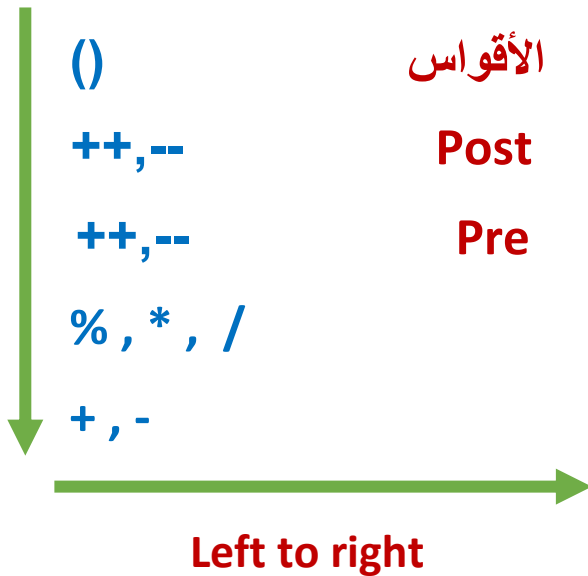 () الأقواس
++,-- Post
++,-- Pre
% , * , /
+ , -
Left to right